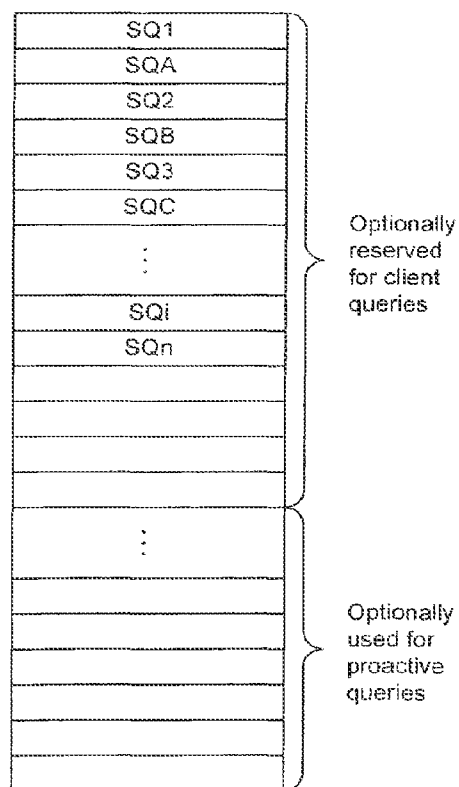 SQ1
SQA
SQ2
SQB
SQ3
SQC
⋮
SQi
SQn
Optionally
reserved
for client
queries
⋮
Optionally
used for
proactive
queries